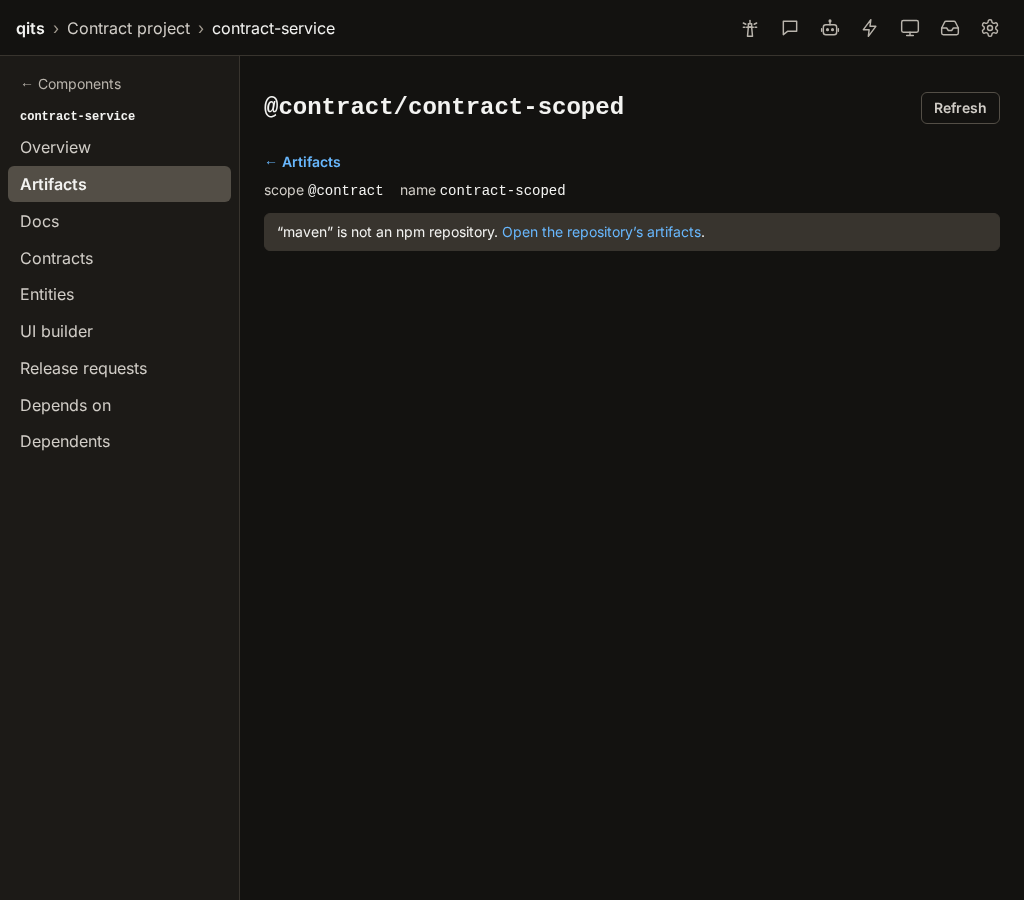 qits › Contract project › contract-service
← Components
contract-service
Overview
Artifacts
Docs
Contracts
Entities
UI builder
Release requests
Depends on
Dependents
@contract/contract-scoped
Refresh
← Artifacts
scope @contract name contract-scoped
“maven” is not an npm repository. Open the repository’s artifacts.